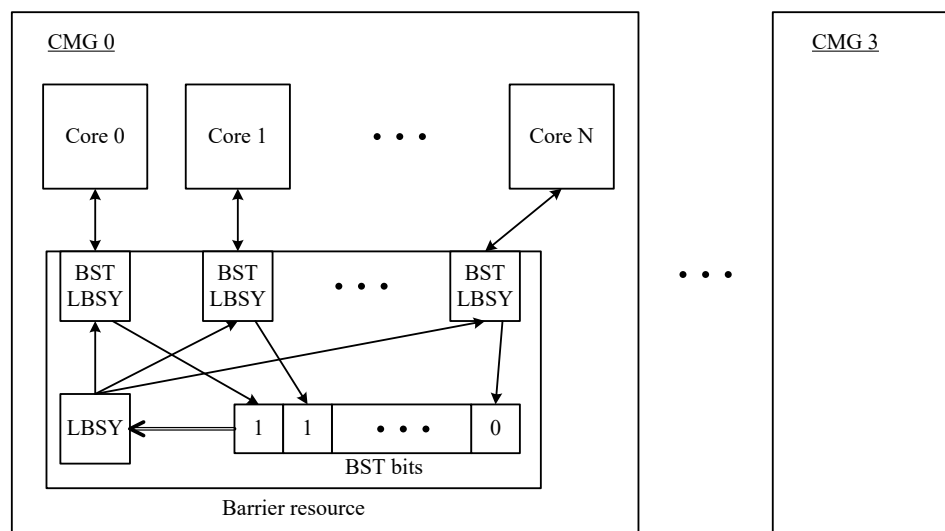 CMG 0
CMG 3
Core 0
Core 1
• • •
Core N
BST
LBSY
BST
LBSY
• • •
BST
LBSY
• • •
LBSY
1
1
• • •
0
BST bits
Barrier resource